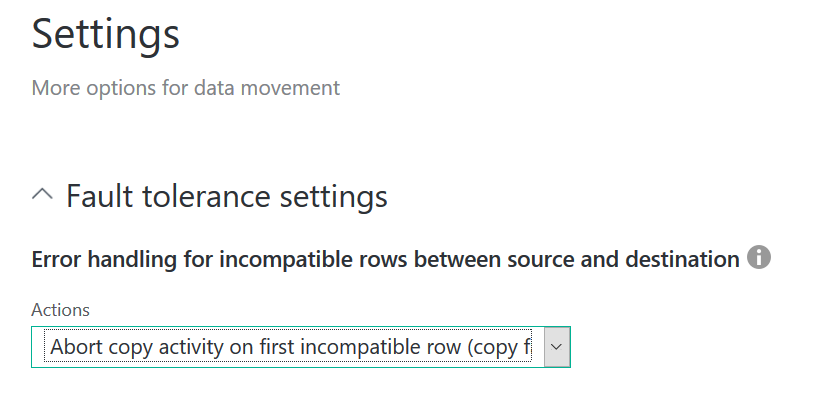 Settings
More options for data movement
Fault tolerance settings
Error handling for incompatible rows between source and destination
Actions
Abort copy activity on first incompatible row (copy f